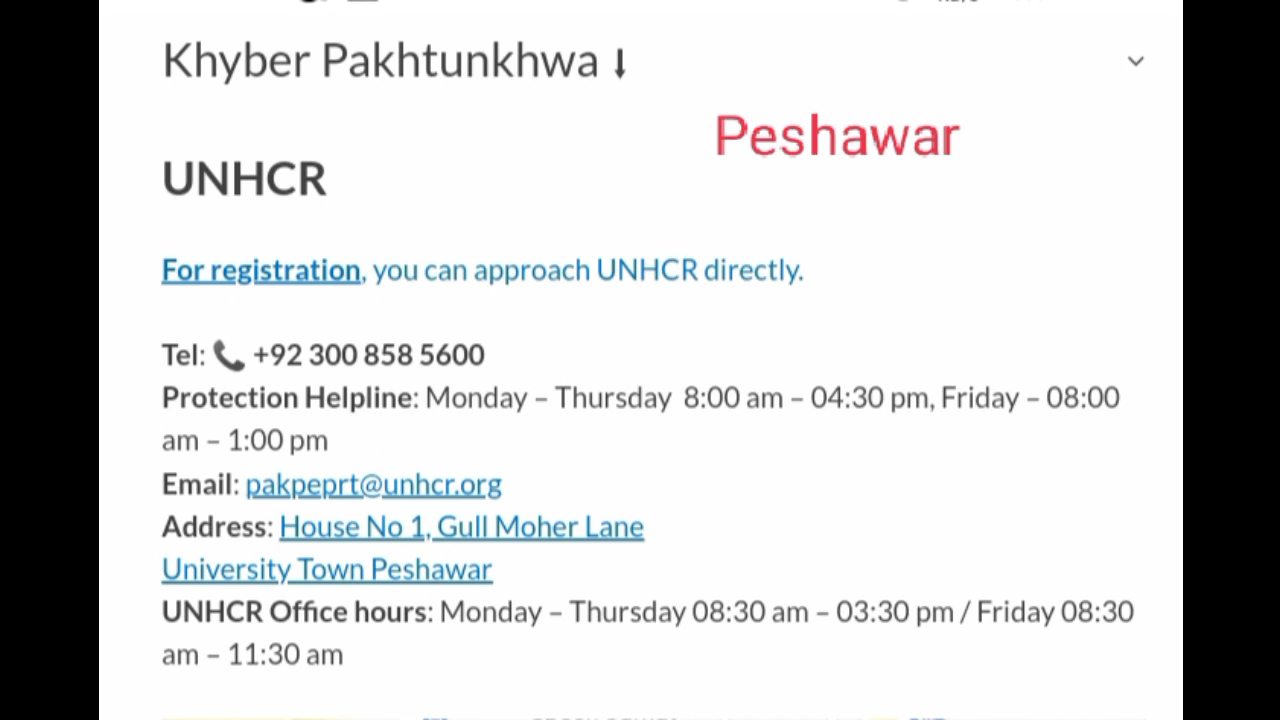 Khyber Pakhtunkhwa ⬇
Peshawar
UNHCR
For registration, you can approach UNHCR directly.
Tel: 📞 +92 300 858 5600
Protection Helpline: Monday – Thursday 8:00 am – 04:30 pm, Friday – 08:00
am – 1:00 pm
Email: pakpeprt@unhcr.org
Address: House No 1, Gull Moher Lane
University Town Peshawar
UNHCR Office hours: Monday – Thursday 08:30 am – 03:30 pm / Friday 08:30
am – 11:30 am